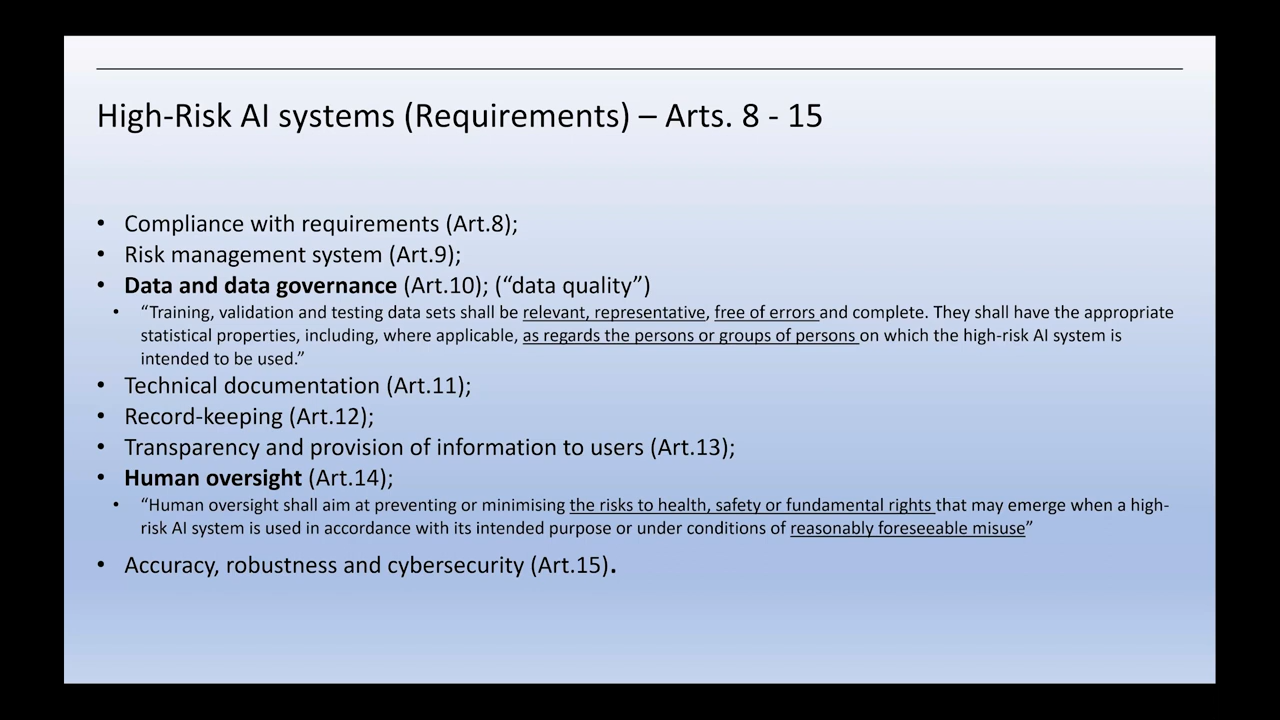 High-Risk AI systems (Requirements) – Arts. 8 - 15
• Compliance with requirements (Art.8);
• Risk management system (Art.9);
• Data and data governance (Art.10); (“data quality”)
• “Training, validation and testing data sets shall be relevant, representative, free of errors and complete. They shall have the appropriate
statistical properties, including, where applicable, as regards the persons or groups of persons on which the high-risk AI system is
intended to be used.”
• Technical documentation (Art.11);
• Record-keeping (Art.12);
• Transparency and provision of information to users (Art.13);
• Human oversight (Art.14);
• “Human oversight shall aim at preventing or minimising the risks to health, safety or fundamental rights that may emerge when a high-
risk AI system is used in accordance with its intended purpose or under conditions of reasonably foreseeable misuse”
• Accuracy, robustness and cybersecurity (Art.15).